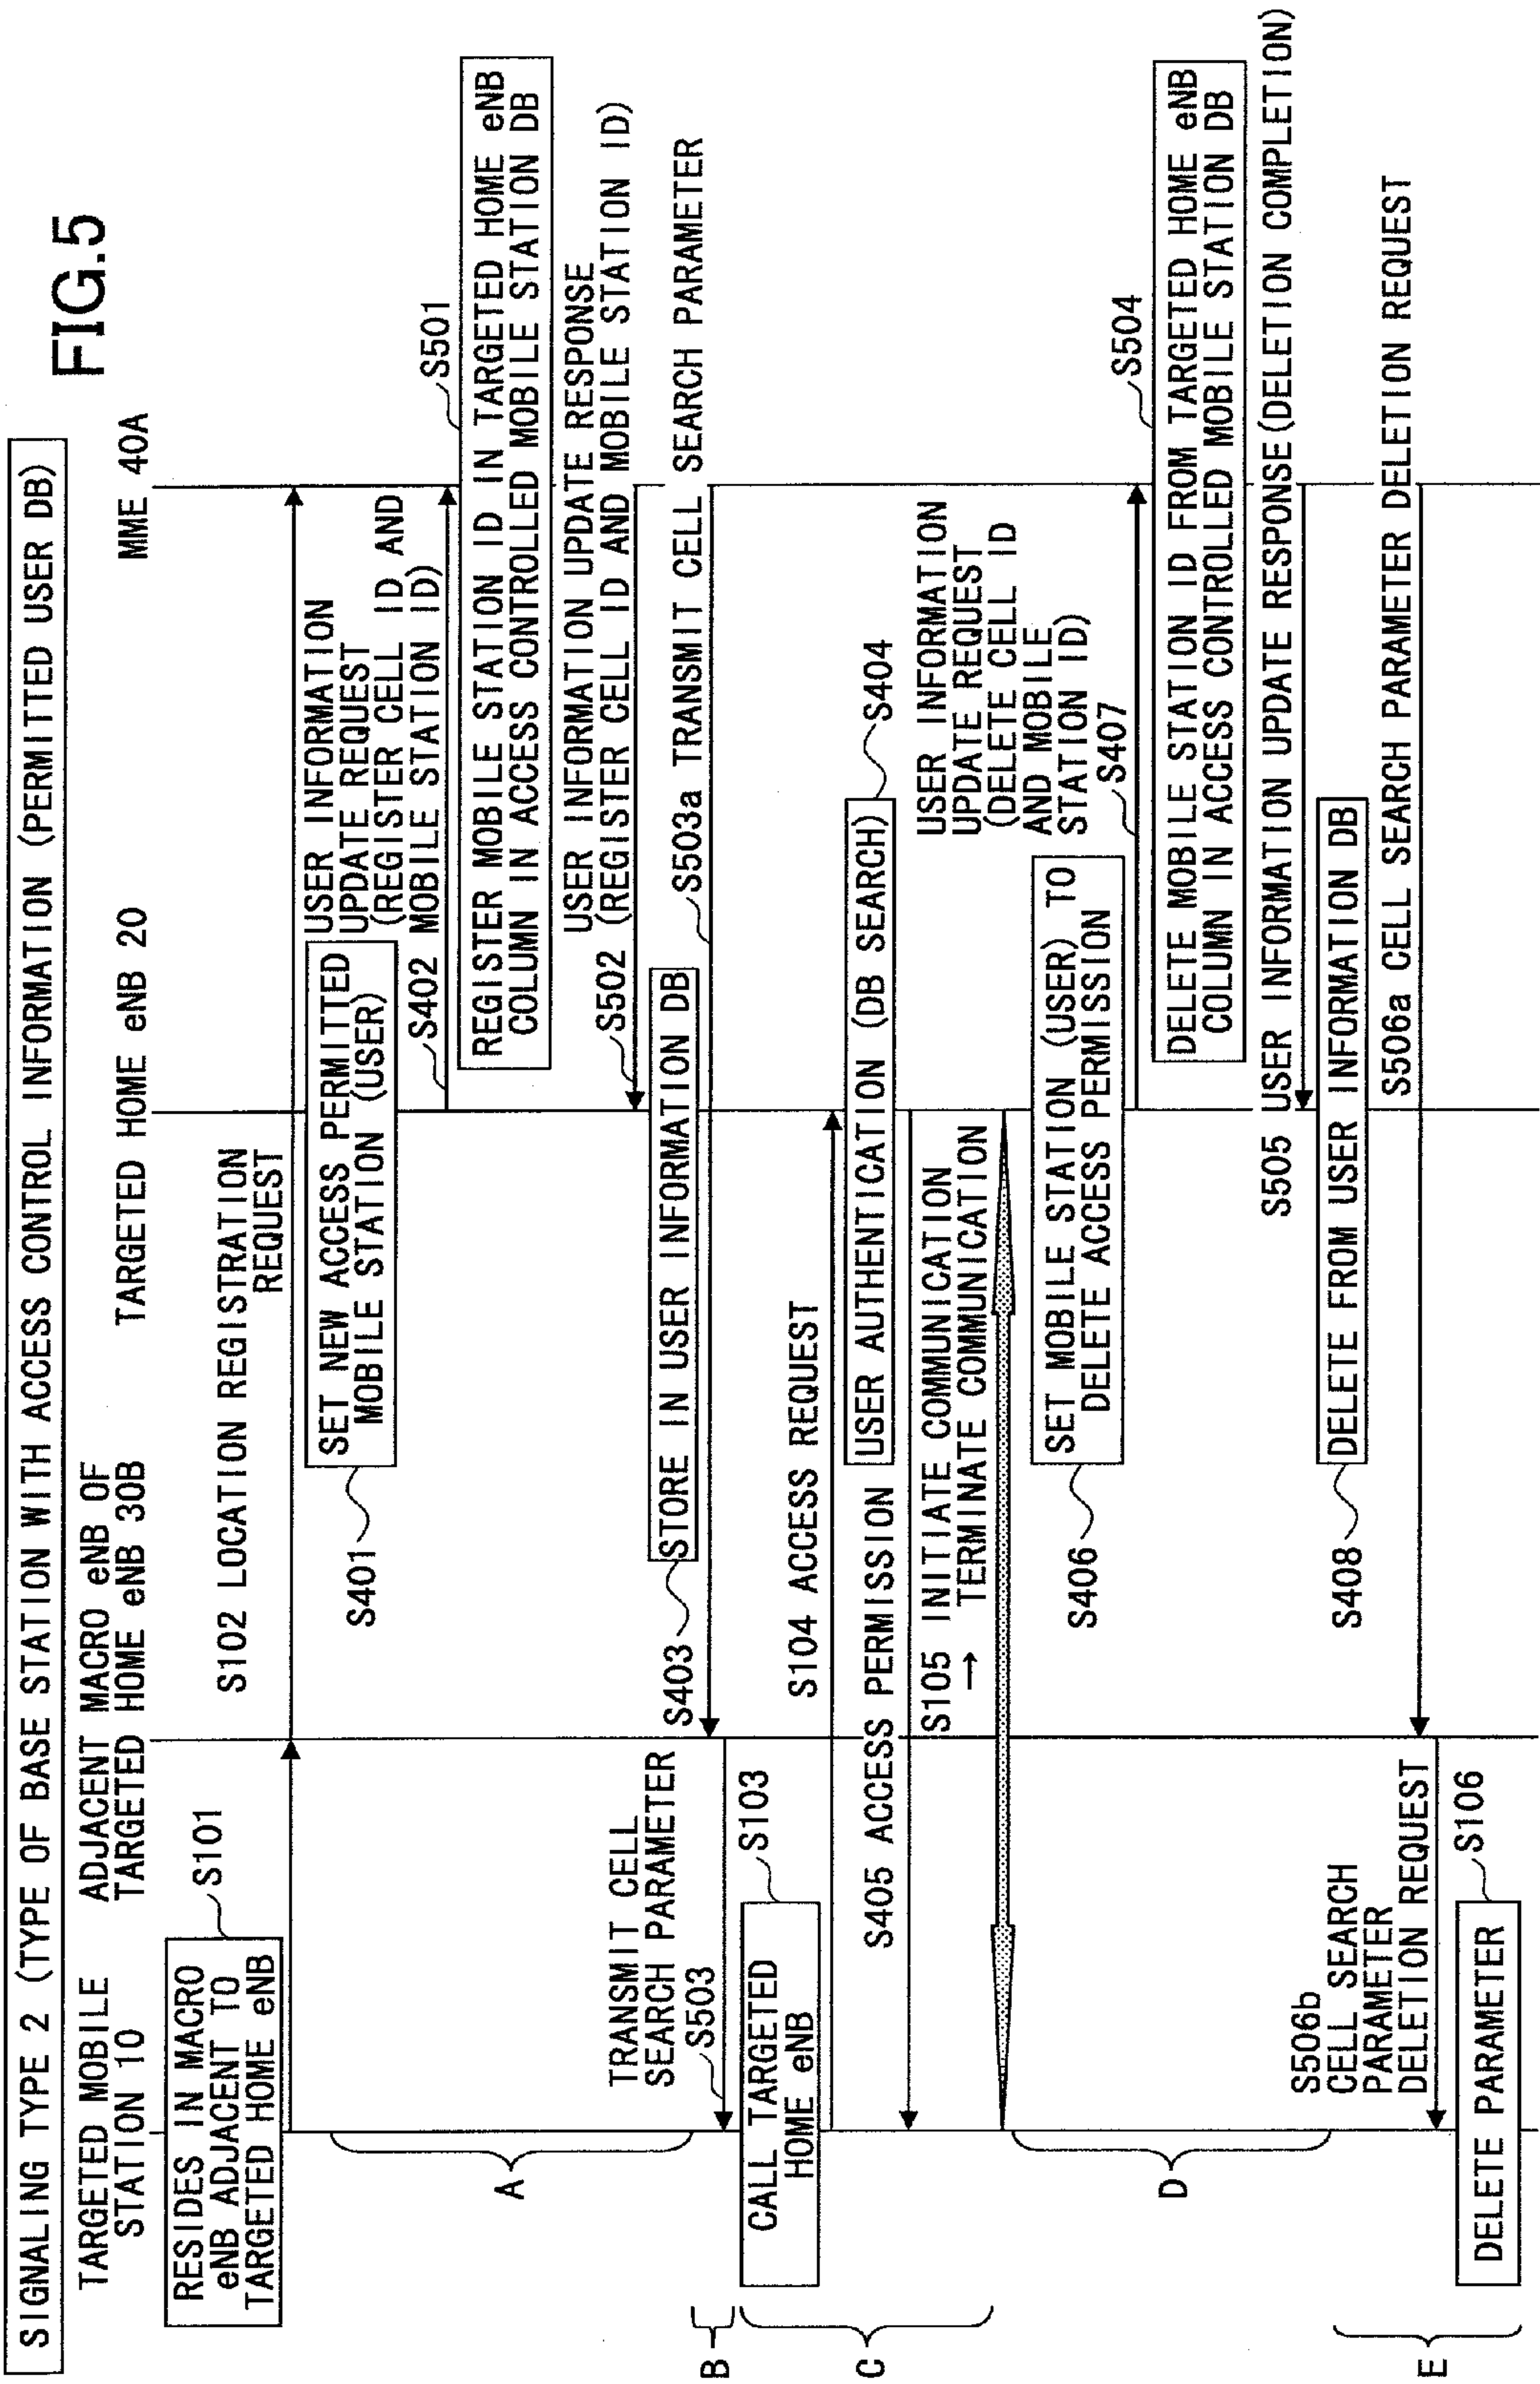 FIG.5
SIGNALING TYPE 2 (TYPE OF BASE STATION WITH ACCESS CONTROL INFORMATION (PERMITTED USER DB)
TARGETED MOBILE
STATION 10
ADJACENT MACRO eNB OF
TARGETED HOME eNB 30B
TARGETED HOME eNB 20
MME 40A
RESIDES IN MACRO
eNB ADJACENT TO
TARGETED HOME eNB
S101
S102 LOCATION REGISTRATION
REQUEST
A
SET NEW ACCESS PERMITTED
MOBILE STATION (USER)
S401
USER INFORMATION
UPDATE REQUEST
(REGISTER CELL ID AND
MOBILE STATION ID)
S402
S501
REGISTER MOBILE STATION ID IN TARGETED HOME eNB
COLUMN IN ACCESS CONTROLLED MOBILE STATION DB
USER INFORMATION UPDATE RESPONSE
S502 (REGISTER CELL ID AND MOBILE STATION ID)
S403
STORE IN USER INFORMATION DB
S503a TRANSMIT CELL SEARCH PARAMETER
B
TRANSMIT CELL
SEARCH PARAMETER
S503
C
CALL TARGETED
HOME eNB
S103
S104 ACCESS REQUEST
USER AUTHENTICATION (DB SEARCH)
S404
S405 ACCESS PERMISSION
S105 INITIATE COMMUNICATION
→ TERMINATE COMMUNICATION
D
S406
SET MOBILE STATION (USER) TO
DELETE ACCESS PERMISSION
USER INFORMATION
UPDATE REQUEST
(DELETE CELL ID
AND MOBILE
STATION ID)
S407
S504
DELETE MOBILE STATION ID FROM TARGETED HOME eNB
COLUMN IN ACCESS CONTROLLED MOBILE STATION DB
S505 USER INFORMATION UPDATE RESPONSE(DELETION COMPLETION)
S408
DELETE FROM USER INFORMATION DB
S506a CELL SEARCH PARAMETER DELETION REQUEST
E
S506b
CELL SEARCH
PARAMETER
DELETION REQUEST
DELETE PARAMETER
S106